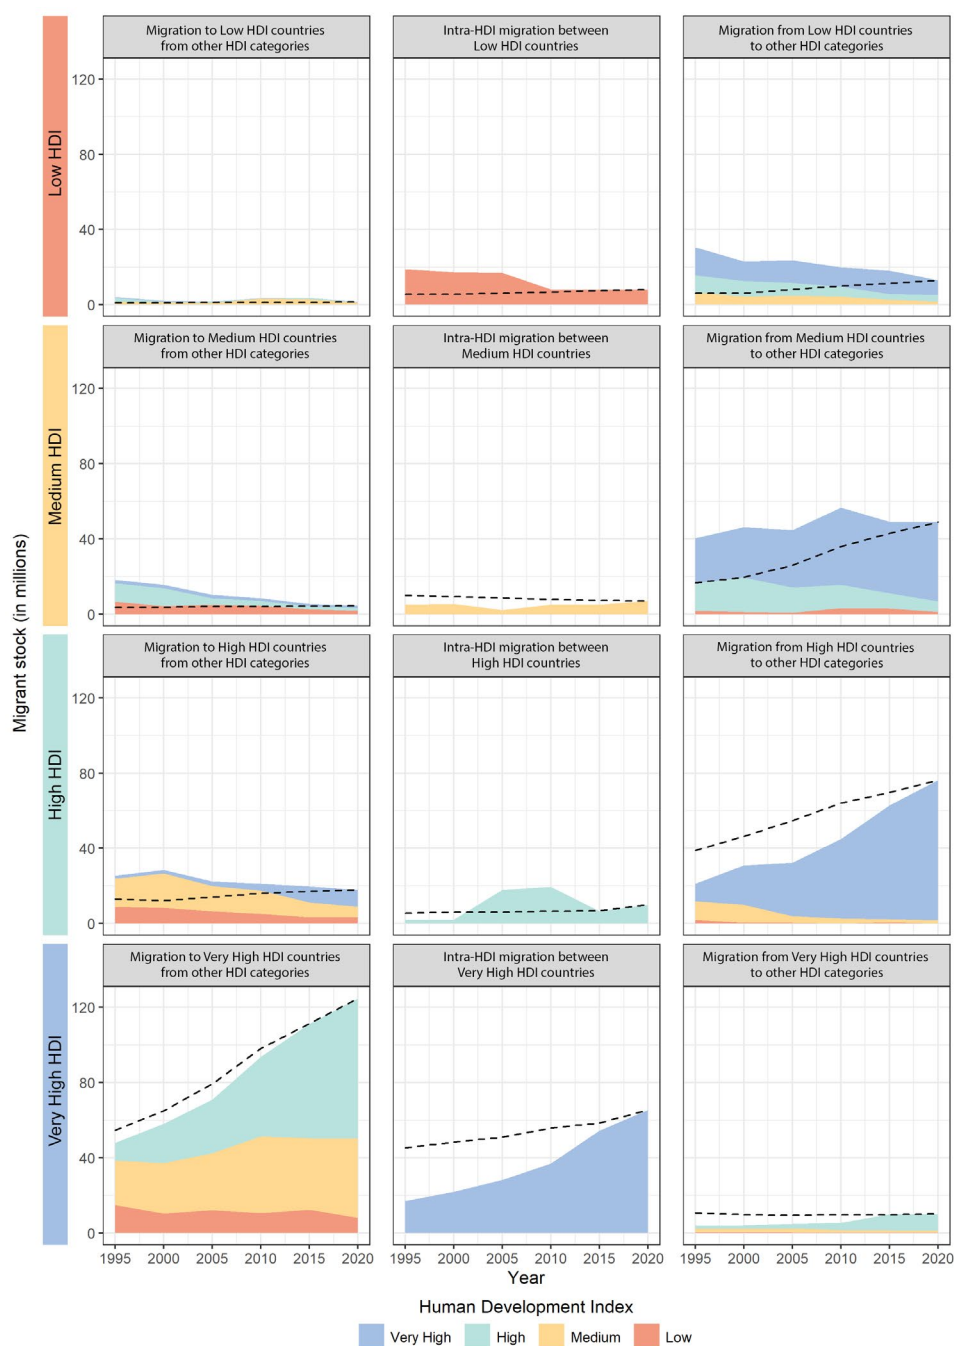 Migration to Low HDI countries
from other HDI categories
Intra-HDI migration between
Low HDI countries
Migration from Low HDI countries
to other HDI categories
Low HDI
120
80
40
0
Migration to Medium HDI countries
from other HDI categories
Intra-HDI migration between
Medium HDI countries
Migration from Medium HDI countries
to other HDI categories
Medium HDI
120
80
40
0
Migrant stock (in millions)
Migration to High HDI countries
from other HDI categories
Intra-HDI migration between
High HDI countries
Migration from High HDI countries
to other HDI categories
High HDI
120
80
40
0
Migration to Very High HDI countries
from other HDI categories
Intra-HDI migration between
Very High HDI countries
Migration from Very High HDI countries
to other HDI categories
Very High HDI
120
80
40
0
1995 2000 2005 2010 2015 2020
1995 2000 2005 2010 2015 2020
1995 2000 2005 2010 2015 2020
Year
Human Development Index
Very High High Medium Low